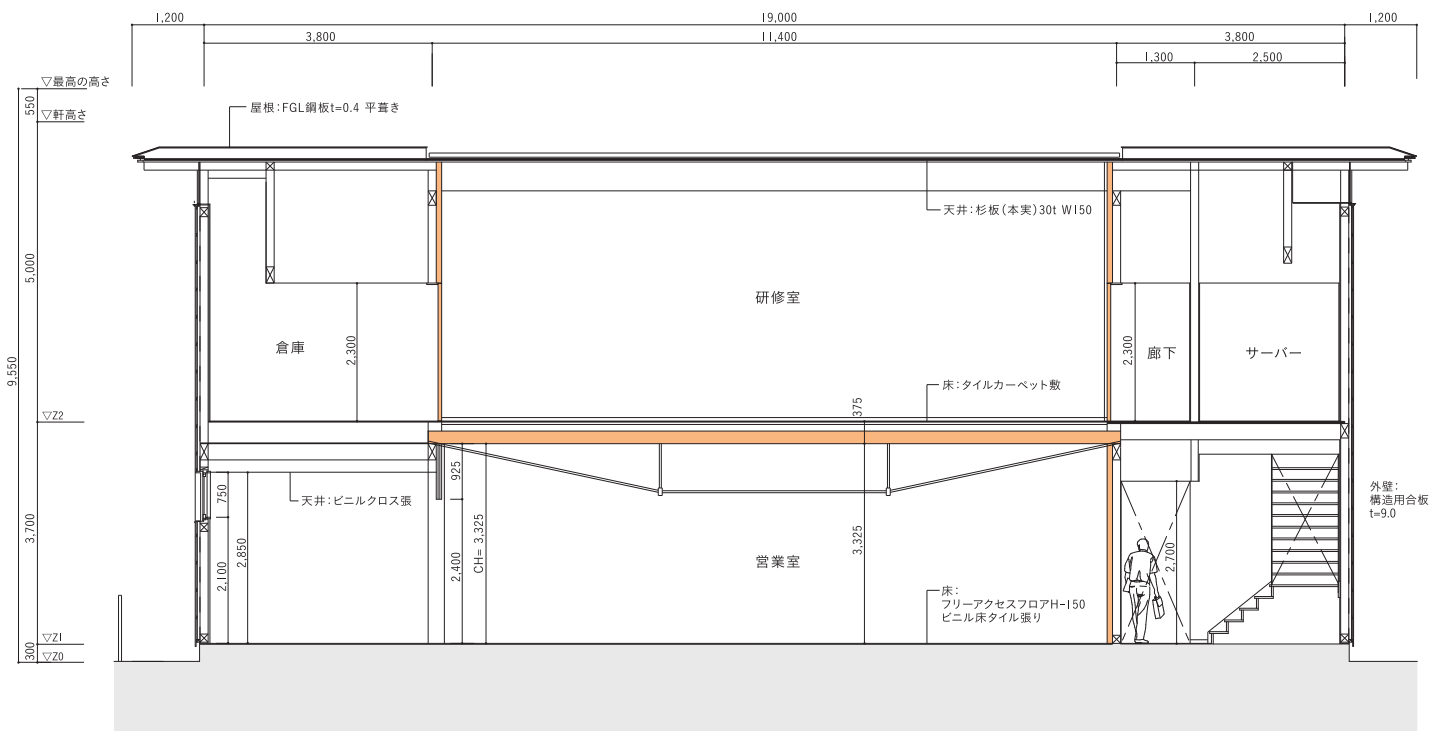 1,200
19,000
1,200
3,800
11,400
3,800
1,300
2,500
▽最高の高さ
550
▽軒高さ
屋根:FGL鋼板t=0.4 平葺き
天井:杉板(本実)30t W150
5,000
研修室
9,550
倉庫
2,300
2,300
廊下
サーバー
床:タイルカーペット敷
375
▽Z2
925
750
天井:ビニルクロス張
外壁:
構造用合板
t=9.0
3,700
2,850
CH= 3,325
3,325
2,100
2,400
営業室
2,700
床:
フリーアクセスフロアH-150
ビニル床タイル張り
▽Z1
300
▽Z0